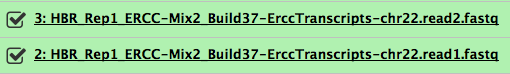 3: HBR_Rep1_ERCC-Mix2_Build37-ErccTranscripts-chr22.read2.fastq
2: HBR_Rep1_ERCC-Mix2_Build37-ErccTranscripts-chr22.read1.fastq